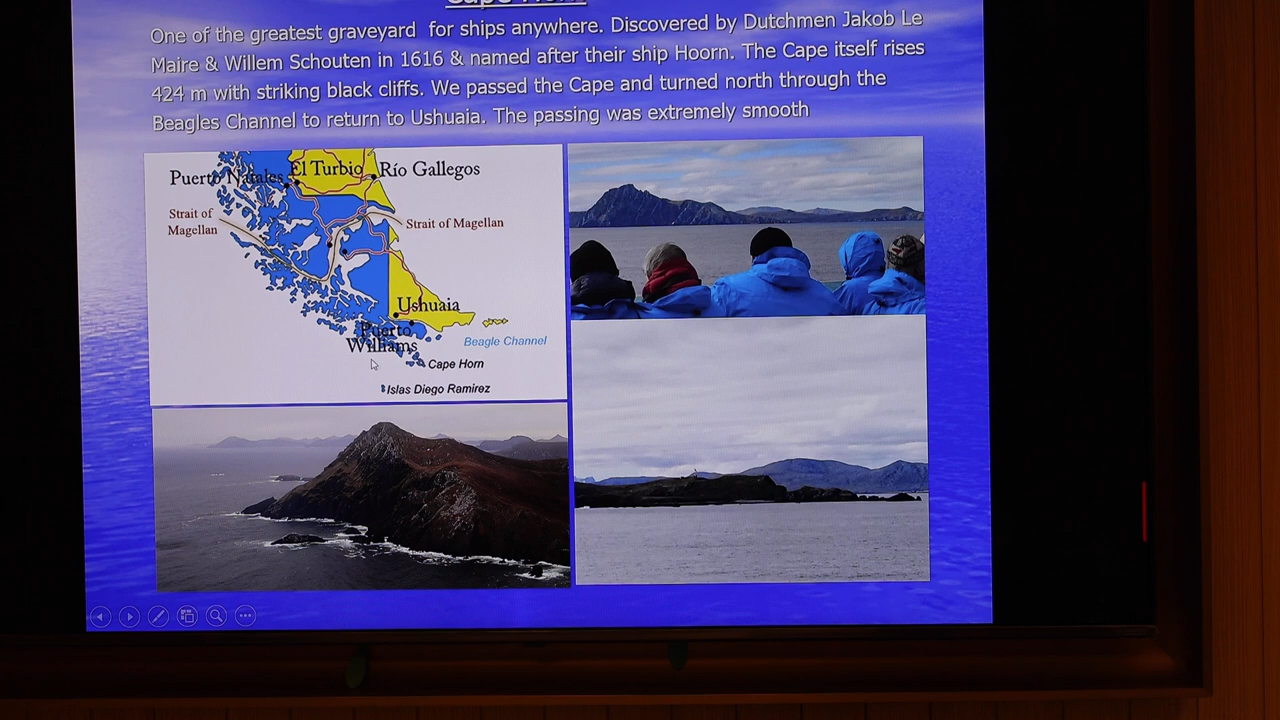 Cape Horn
One of the greatest graveyard for ships anywhere. Discovered by Dutchmen Jakob Le
Maire & Willem Schouten in 1616 & named after their ship Hoorn. The Cape itself rises
424 m with striking black cliffs. We passed the Cape and turned north through the
Beagles Channel to return to Ushuaia. The passing was extremely smooth
Puerto Natales
El Turbio
Río Gallegos
Strait of
Magellan
Strait of Magellan
Ushuaia
Puerto
Williams
Beagle Channel
Cape Horn
Islas Diego Ramirez